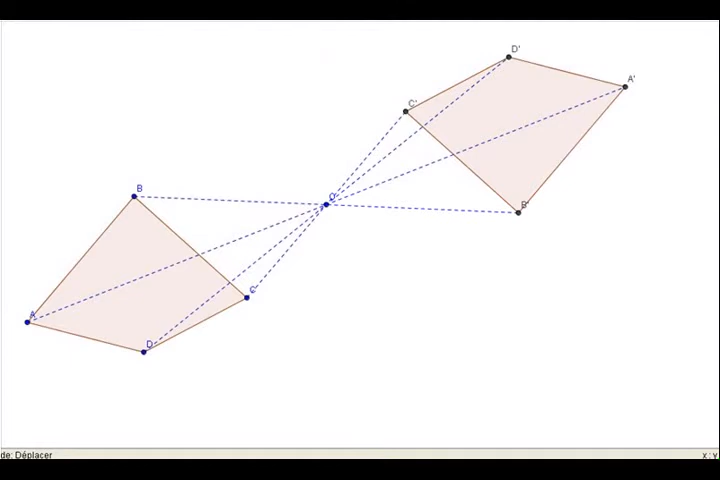 D'
A'
C'
B
O
B'
C
A
D
de: Déplacer
x : y